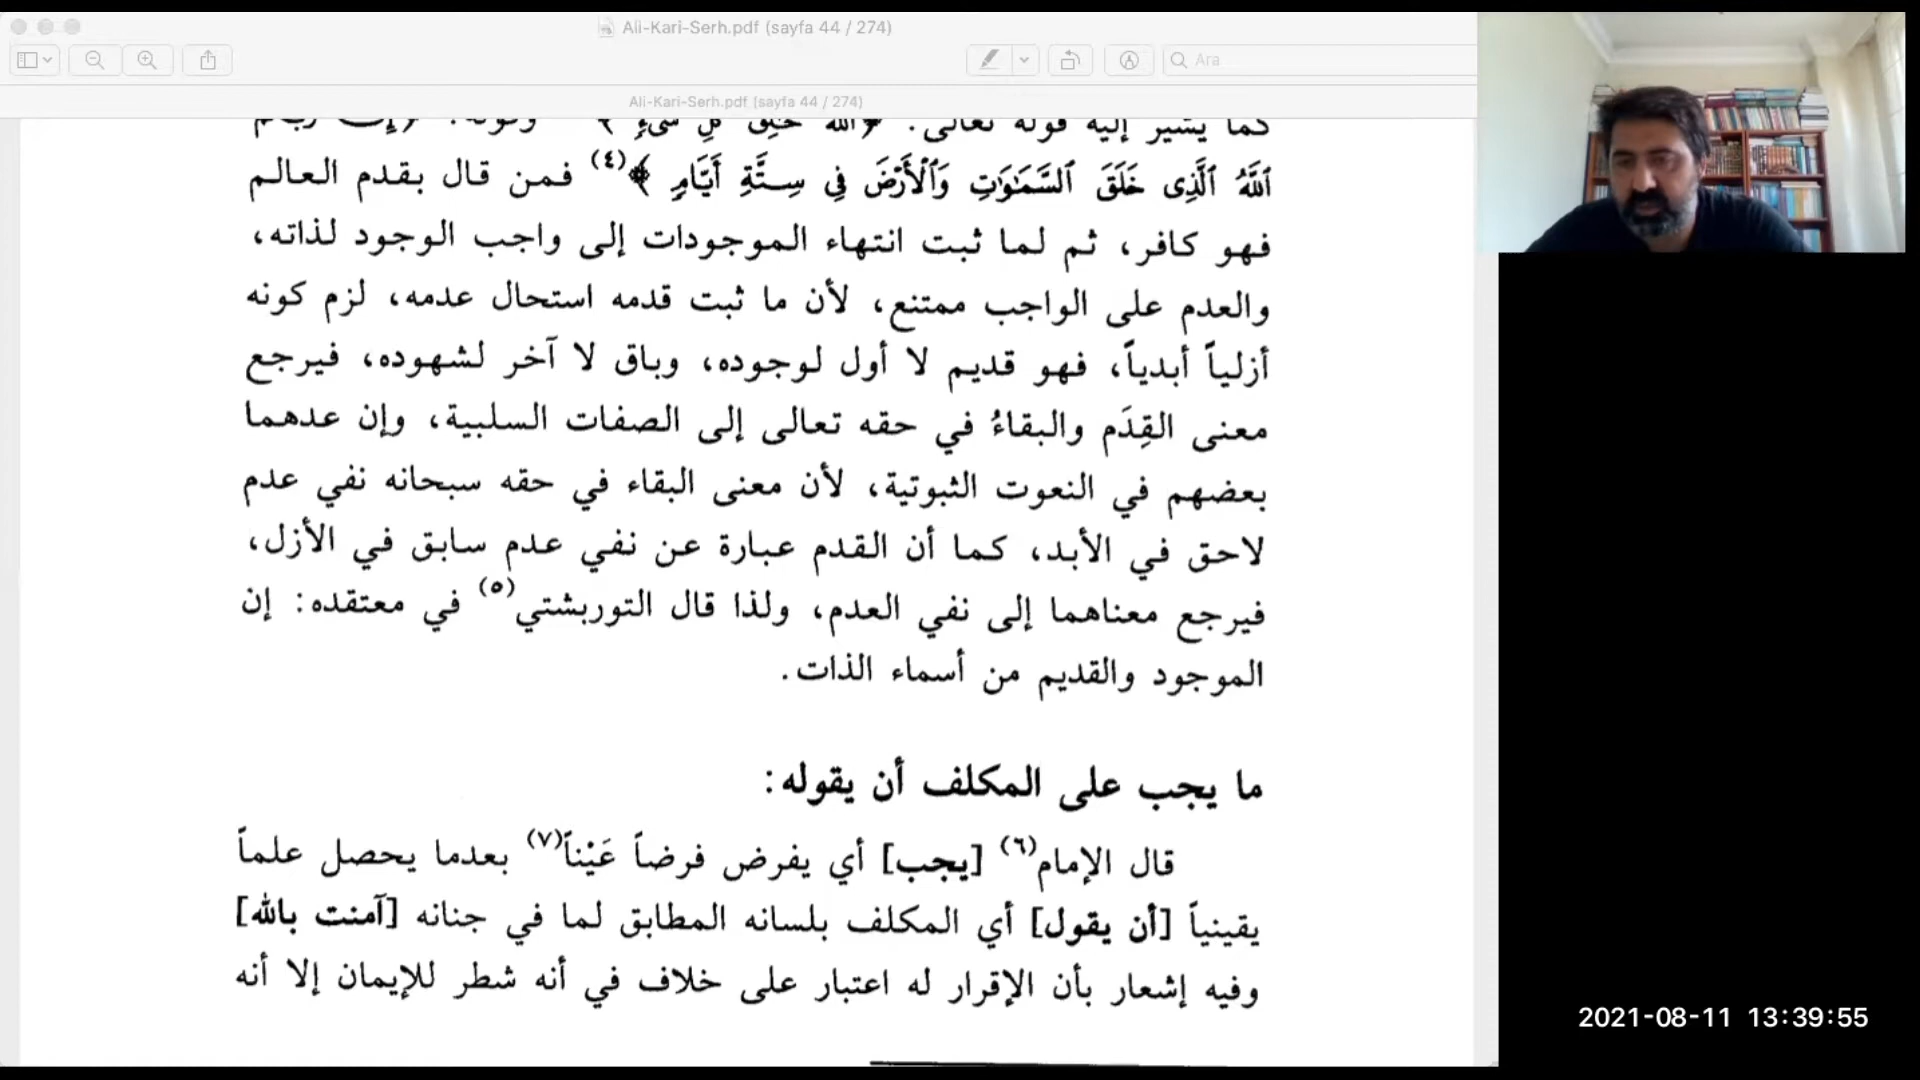 Ali-Kari-Serh.pdf (sayfa 44 / 274)
Ara
Ali-Kari-Serh.pdf (sayfa 44 / 274)
كما يشير إليه قوله تعالى: ﴿ٱللَّهُ خَٰلِقُ كُلِّ شَىْءٍ﴾ وقوله: ﴿إِنَّ رَبَّكُمُ
ٱللَّهُ ٱلَّذِى خَلَقَ ٱلسَّمَٰوَٰتِ وَٱلْأَرْضَ فِى سِتَّةِ أَيَّامٍ﴾(٤) فمن قال بقدم العالم
فهو كافر، ثم لما ثبت انتهاء الموجودات إلى واجب الوجود لذاته،
والعدم على الواجب ممتنع، لأن ما ثبت قدمه استحال عدمه، لزم كونه
أزلياً أبدياً، فهو قديم لا أول لوجوده، وباق لا آخر لشهوده، فيرجع
معنى القِدَم والبقاءُ في حقه تعالى إلى الصفات السلبية، وإن عدهما
بعضهم في النعوت الثبوتية، لأن معنى البقاء في حقه سبحانه نفي عدم
لاحق في الأبد، كما أن القدم عبارة عن نفي عدم سابق في الأزل،
فيرجع معناهما إلى نفي العدم، ولذا قال التوربشتي(٥) في معتقده: إن
الموجود والقديم من أسماء الذات.
ما يجب على المكلف أن يقوله:
قال الإمام(٦) [يجب] أي يفرض فرضاً عَيْناً(٧) بعدما يحصل علماً
يقينياً [أن يقول] أي المكلف بلسانه المطابق لما في جنانه [آمنت بالله]
وفيه إشعار بأن الإقرار له اعتبار على خلاف في أنه شطر للإيمان إلا أنه
2021-08-11 13:39:55